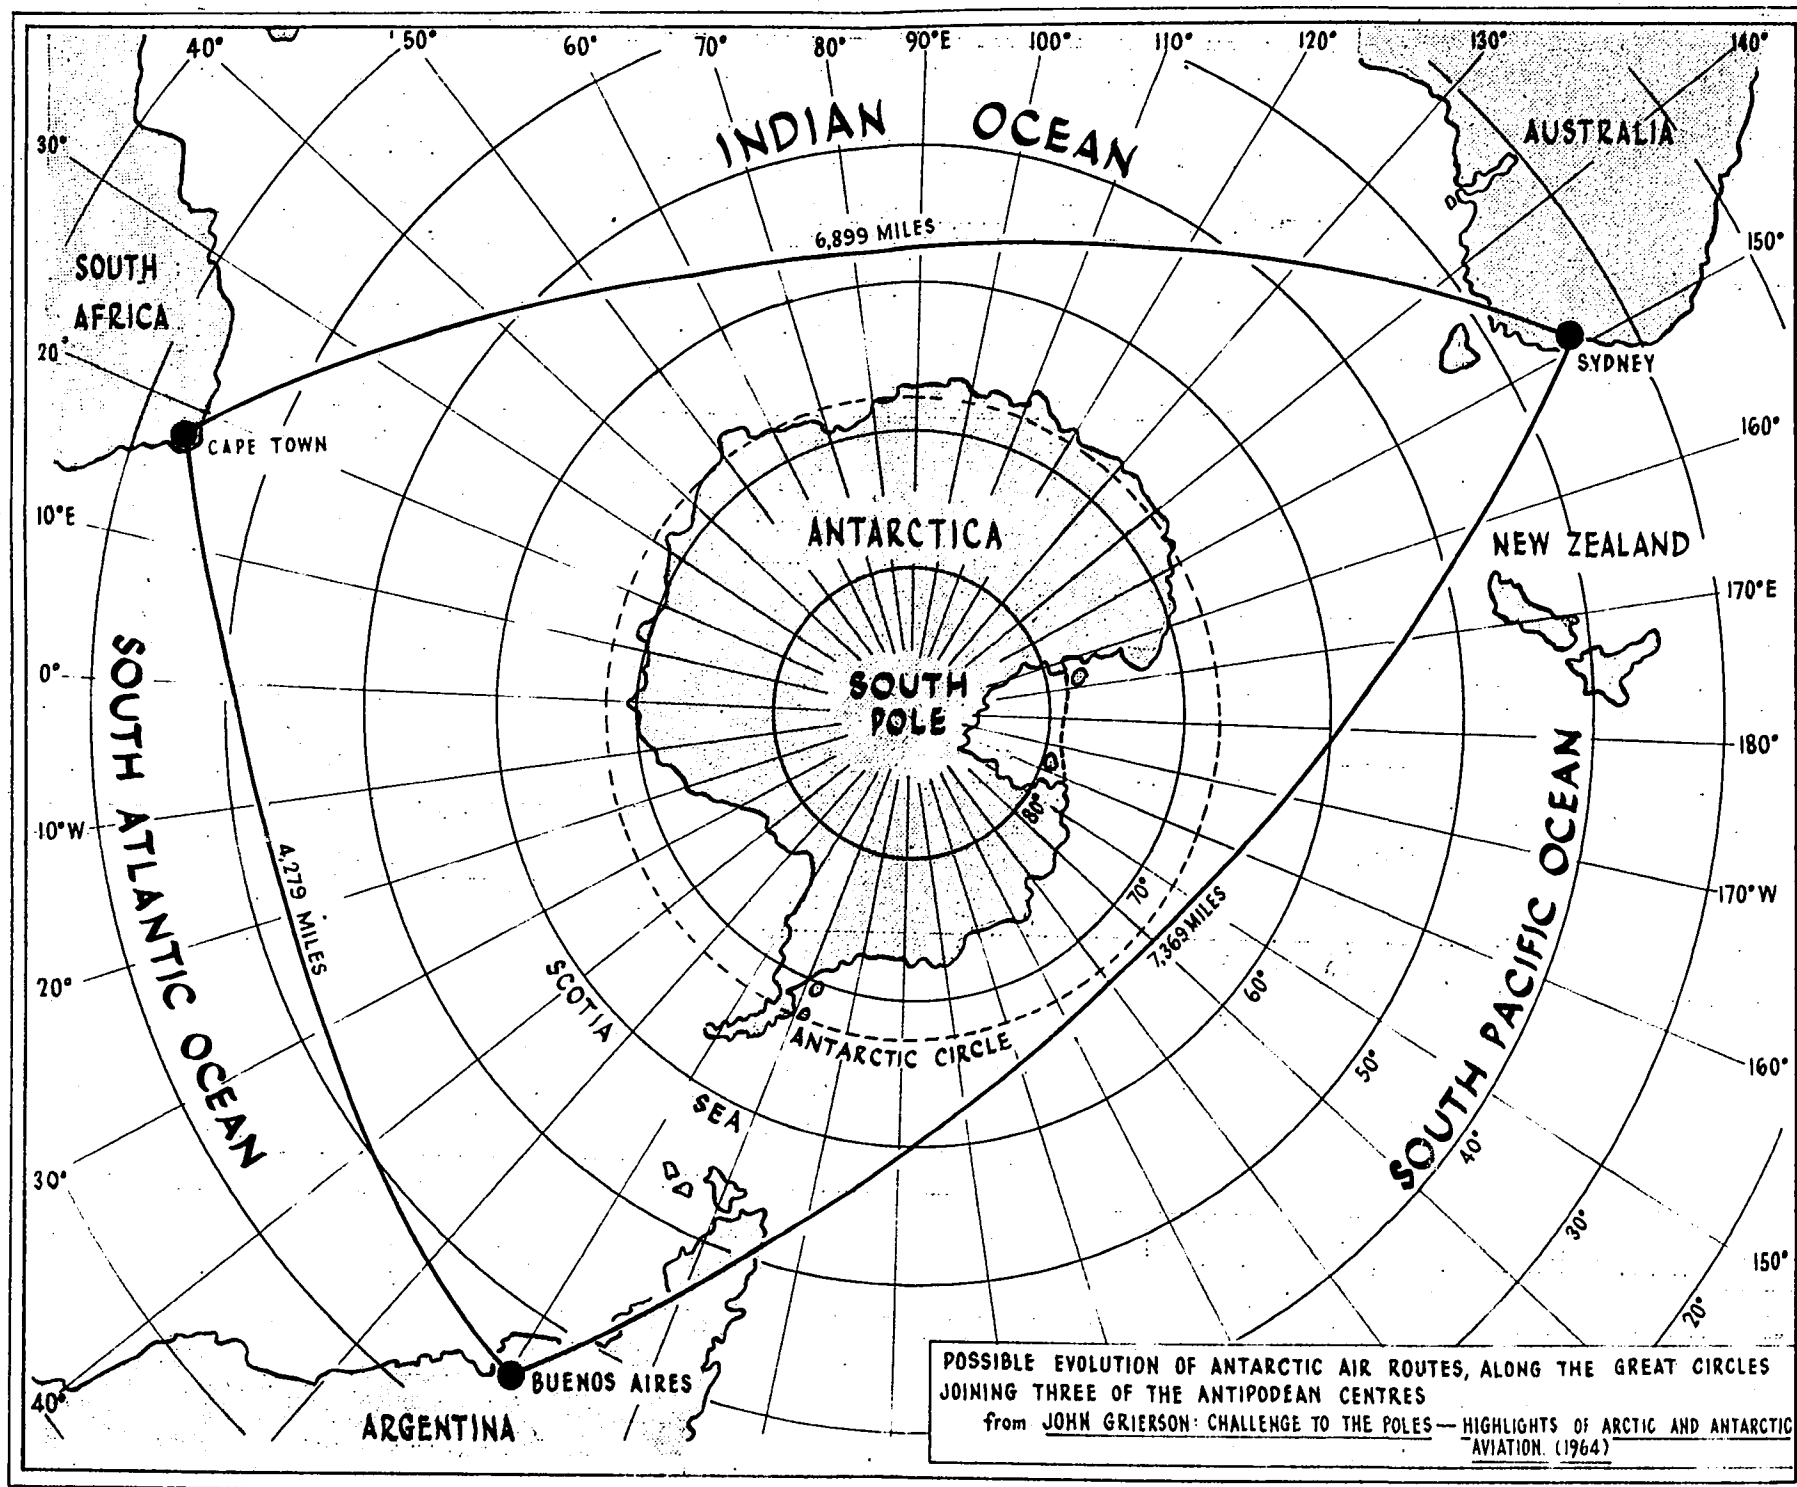 40°
50°
60°
70°
80°
90°E
100°
110°
120°
130°
140°
INDIAN OCEAN
AUSTRALIA
30°
6,899 MILES
150°
SOUTH
AFRICA
20°
SYDNEY
CAPE TOWN
160°
10°E
ANTARCTICA
NEW ZEALAND
170°E
0°
SOUTH
POLE
180°
SOUTH ATLANTIC OCEAN
10°W
80°
4,279 MILES
70°
7,369 MILES
170°W
SOUTH PACIFIC OCEAN
20°
SCOTIA
SEA
60°
ANTARCTIC CIRCLE
50°
160°
40°
30°
30°
150°
20°
BUENOS AIRES
40°
ARGENTINA
POSSIBLE EVOLUTION OF ANTARCTIC AIR ROUTES, ALONG THE GREAT CIRCLES
JOINING THREE OF THE ANTIPODEAN CENTRES
from JOHN GRIERSON: CHALLENGE TO THE POLES — HIGHLIGHTS OF ARCTIC AND ANTARCTIC
AVIATION. (1964)